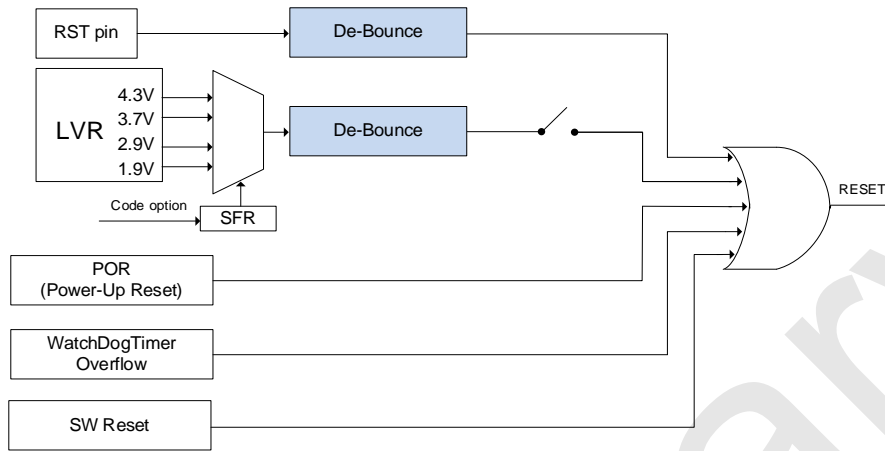 RST pin
De-Bounce
LVR
4.3V
3.7V
2.9V
1.9V
De-Bounce
Code option
SFR
RESET
POR
(Power-Up Reset)
WatchDogTimer
Overflow
SW Reset